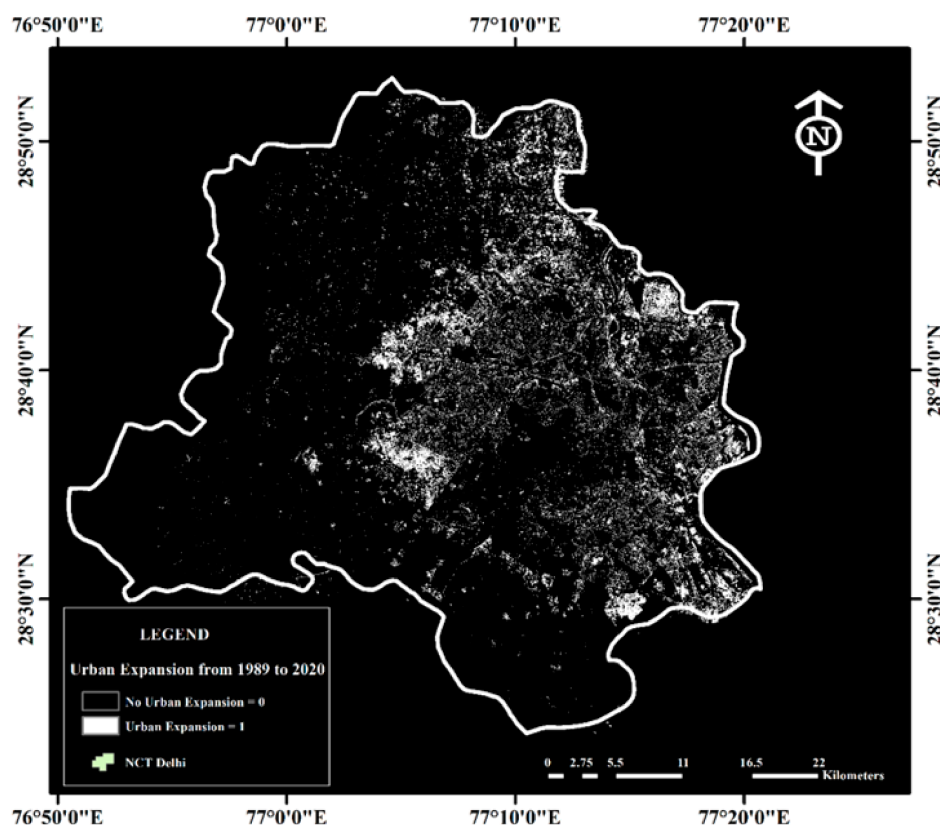 76°50'0"E 77°0'0"E 77°10'0"E 77°20'0"E
28°50'0"N 28°50'0"N
N
28°40'0"N 28°40'0"N
28°30'0"N 28°30'0"N
LEGEND
Urban Expansion from 1989 to 2020
No Urban Expansion = 0
Urban Expansion = 1
NCT Delhi
0 2.75 5.5 11 16.5 22
Kilometers
76°50'0"E 77°0'0"E 77°10'0"E 77°20'0"E